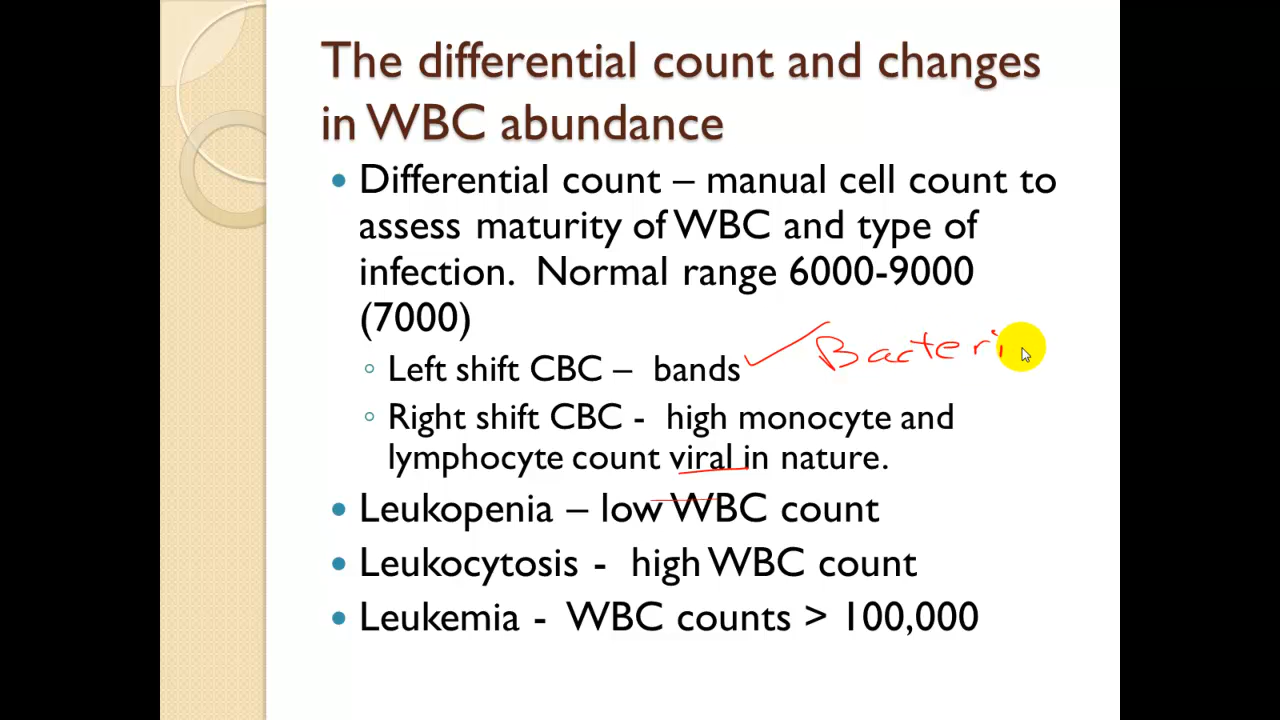 The differential count and changes
in WBC abundance
• Differential count – manual cell count to
assess maturity of WBC and type of
infection. Normal range 6000-9000
(7000)
Bacteri
◦ Left shift CBC – bands
◦ Right shift CBC - high monocyte and
lymphocyte count viral in nature.
• Leukopenia – low WBC count
• Leukocytosis - high WBC count
• Leukemia - WBC counts > 100,000